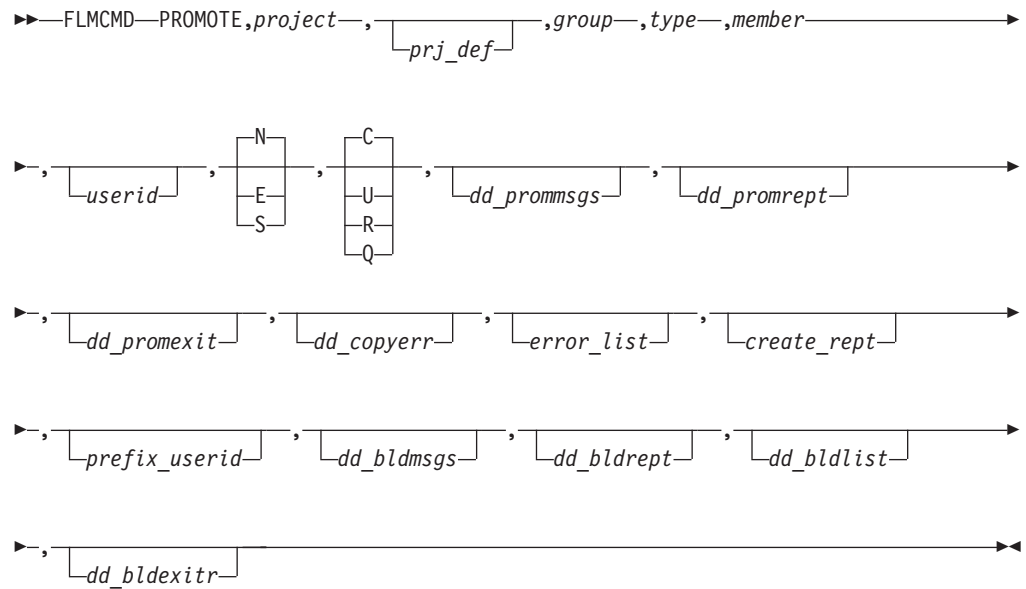 FLMCMD PROMOTE,project , ,group ,type ,member
prj_def
, , N , C , ,
userid E U dd_prommsgs dd_promrept
S R
Q
, , , ,
dd_promexit dd_copyerr error_list create_rept
, , , ,
prefix_userid dd_bldmsgs dd_bldrept dd_bldlist
,
dd_bldexitr